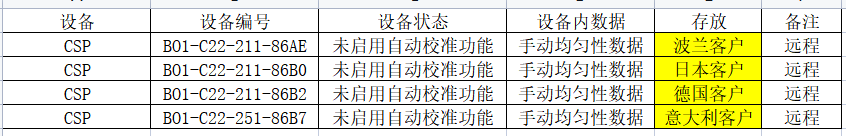 设备 设备编号 设备状态 设备内数据 存放 备注
CSP B01-C22-211-86AE 未启用自动校准功能 手动均匀性数据 波兰客户 远程
CSP B01-C22-211-86B0 未启用自动校准功能 手动均匀性数据 日本客户 远程
CSP B01-C22-211-86B2 未启用自动校准功能 手动均匀性数据 德国客户 远程
CSP B01-C22-251-86B7 未启用自动校准功能 手动均匀性数据 意大利客户 远程